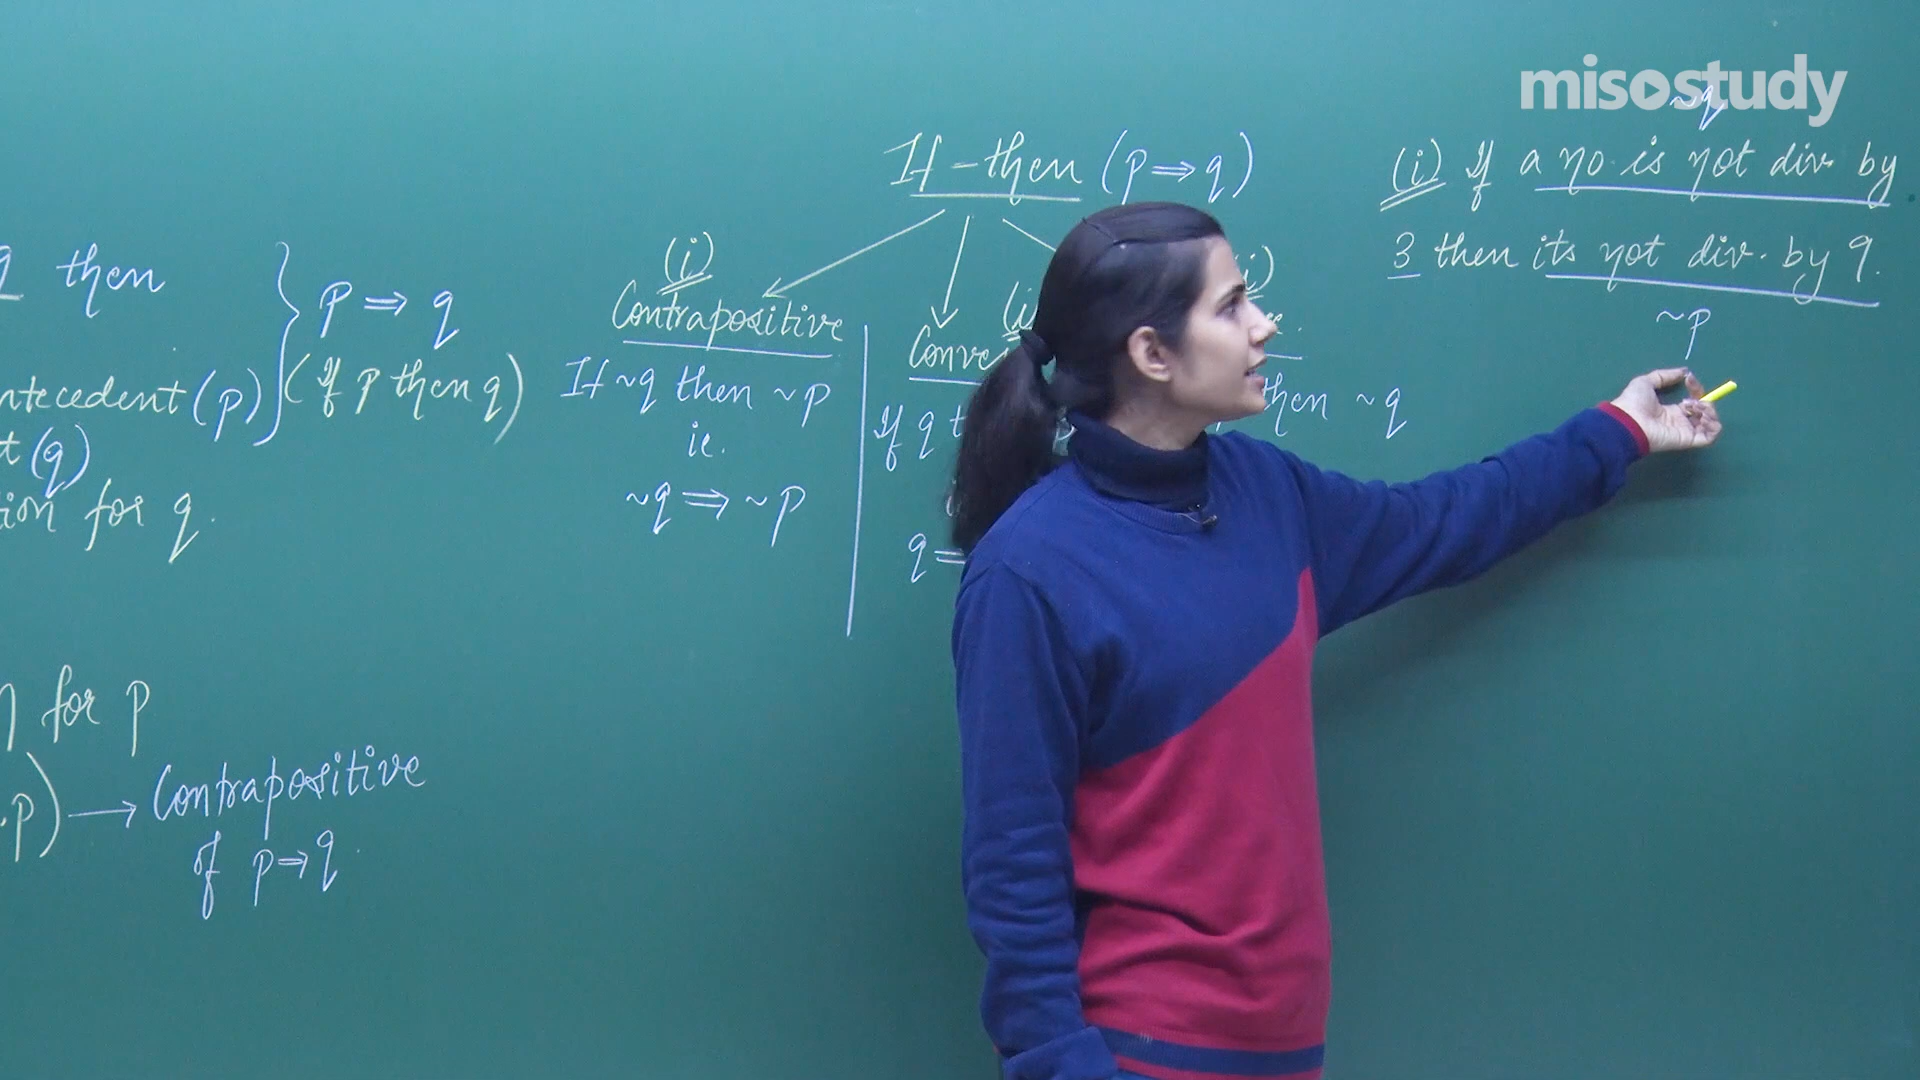 misostudy
~q
If - then (p ⇒ q)
(i) If a no. is not div. by
3 then its not div. by 9.
~p
q then
p ⇒ q
ntecedent (p)
(if p then q)
t (q)
ion for q.
(i)
Contrapositive
If ~q then ~p
ie.
~q ⇒ ~p
(i
Conve
If q t
q =
i)
e.
then ~q
for p
p) → Contrapositive
of p ⇒ q.